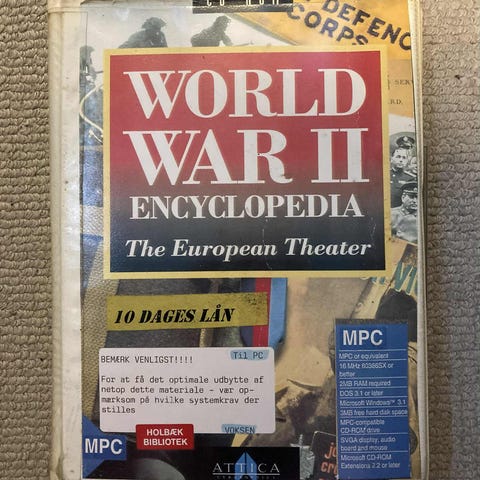 CD-ROM
DEFENC
CORPS
WORLD
WAR II
ENCYCLOPEDIA
The European Theater
10 DAGES LÅN
BEMÆRK VENLIGST!!!!
Til PC
For at få det optimale udbytte af
netop dette materiale - vær op-
mærksom på hvilke systemkrav der
stilles
VOKSEN
HOLBÆK
BIBLIOTEK
MPC
MPC
MPC or equivalent
16 MHz 80386SX or
better
2MB RAM required
DOS 3.1 or later
Microsoft Windows™ 3.1
3MB free hard disk space
MPC-compatible
CD-ROM drive
SVGA display, audio
board and mouse
Microsoft CD-ROM
Extensions 2.2 or later
ATTICA